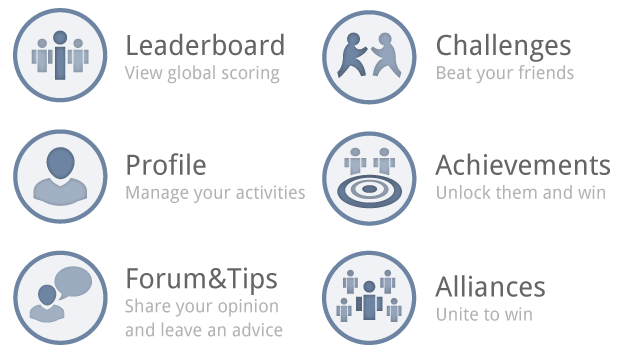 Leaderboard
View global scoring
Challenges
Beat your friends
Profile
Manage your activities
Achievements
Unlock them and win
Forum&Tips
Share your opinion
and leave an advice
Alliances
Unite to win